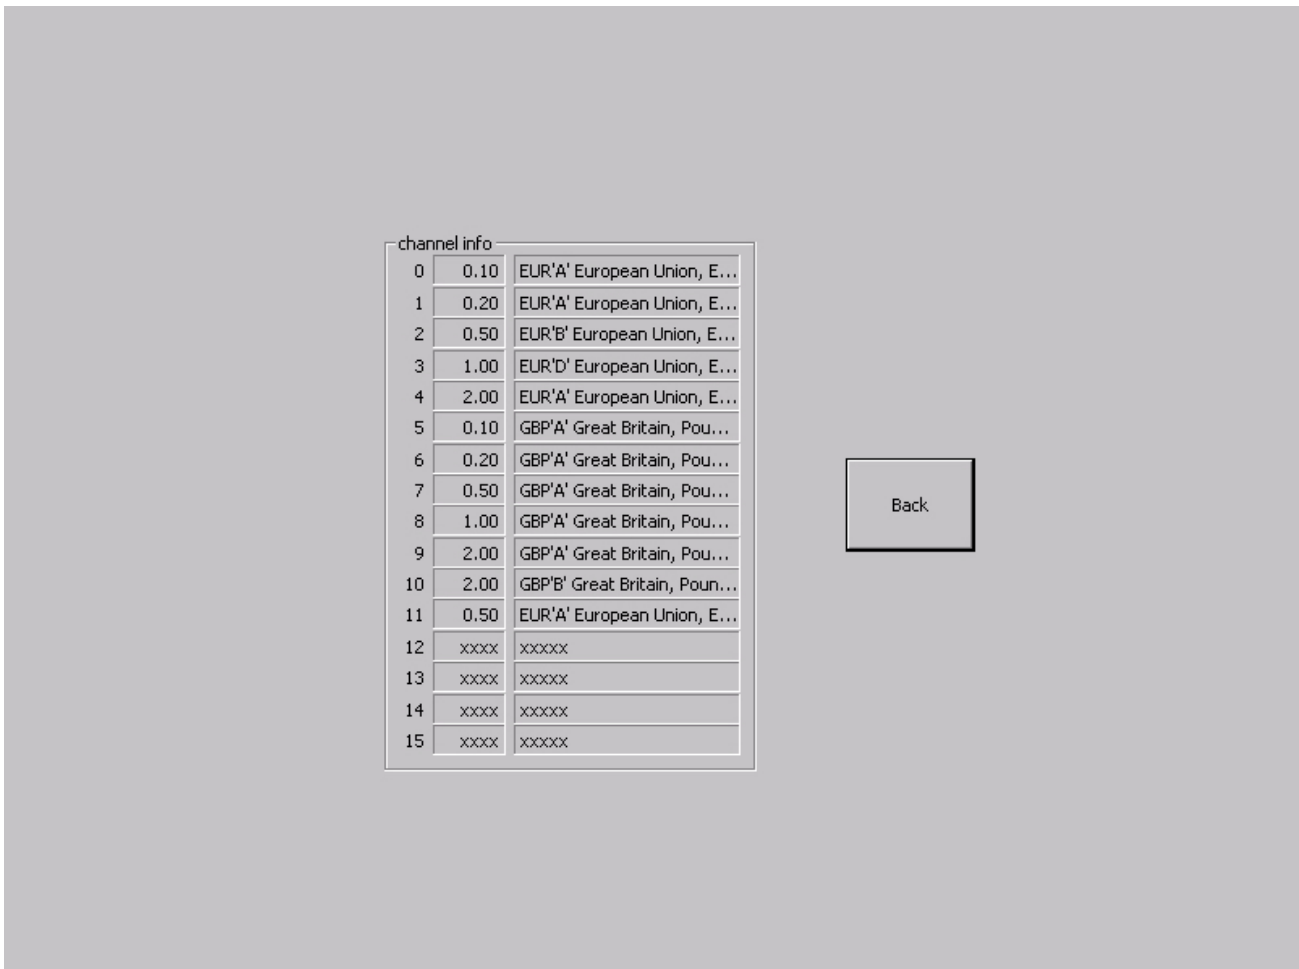 channel info
0 0.10 EUR'A' European Union, E...
1 0.20 EUR'A' European Union, E...
2 0.50 EUR'B' European Union, E...
3 1.00 EUR'D' European Union, E...
4 2.00 EUR'A' European Union, E...
5 0.10 GBP'A' Great Britain, Pou...
6 0.20 GBP'A' Great Britain, Pou...
7 0.50 GBP'A' Great Britain, Pou...
8 1.00 GBP'A' Great Britain, Pou...
9 2.00 GBP'A' Great Britain, Pou...
10 2.00 GBP'B' Great Britain, Poun...
11 0.50 EUR'A' European Union, E...
12 xxxx xxxxx
13 xxxx xxxxx
14 xxxx xxxxx
15 xxxx xxxxx
Back